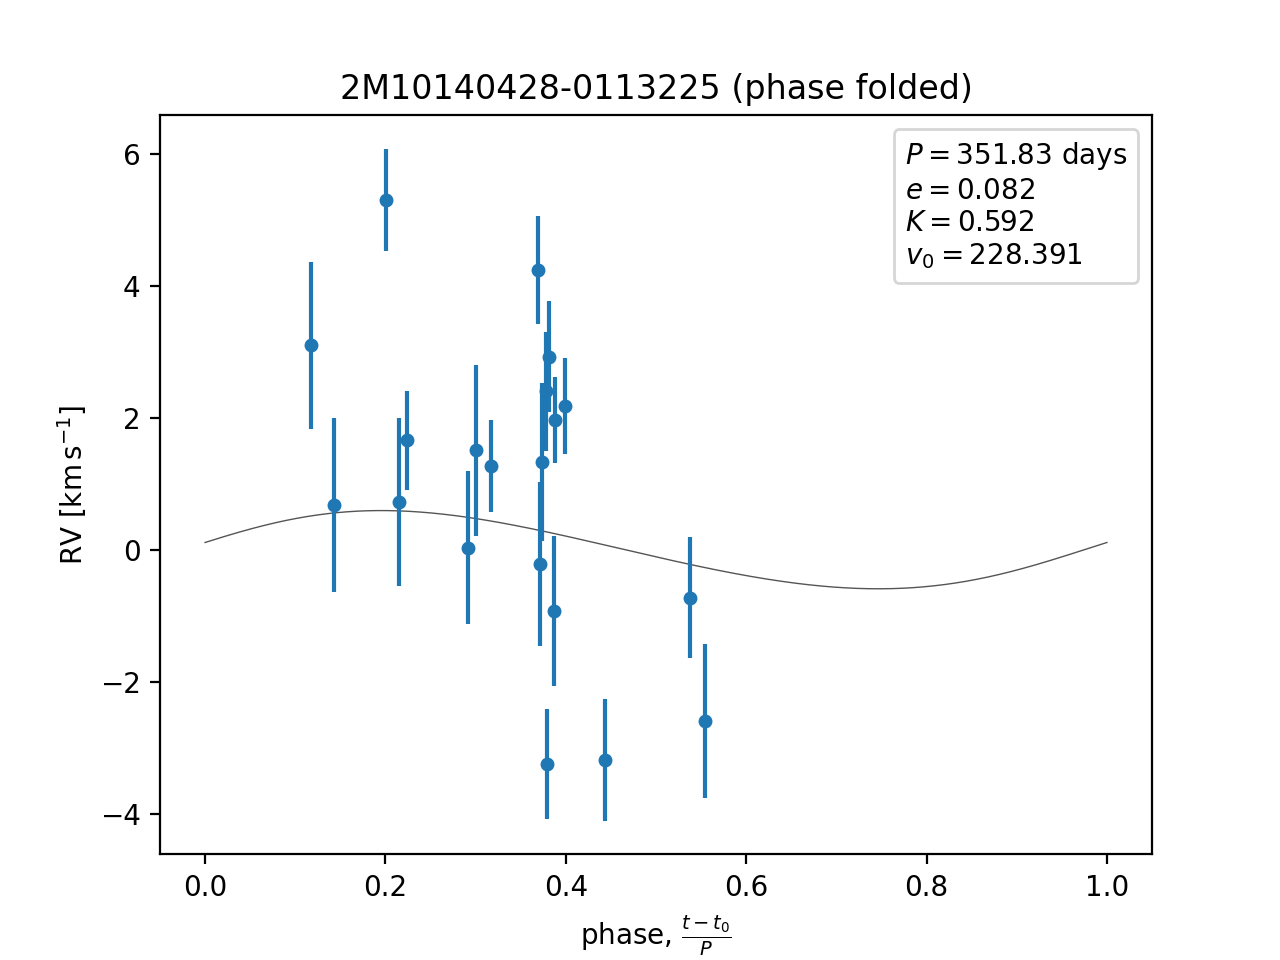 2M10140428-0113225 (phase folded)
P = 351.83 days
e = 0.082
K = 0.592
v₀ = 228.391
RV [km s⁻¹]
6
4
2
0
−2
−4
0.0 0.2 0.4 0.6 0.8 1.0
phase, (t − t₀)/P